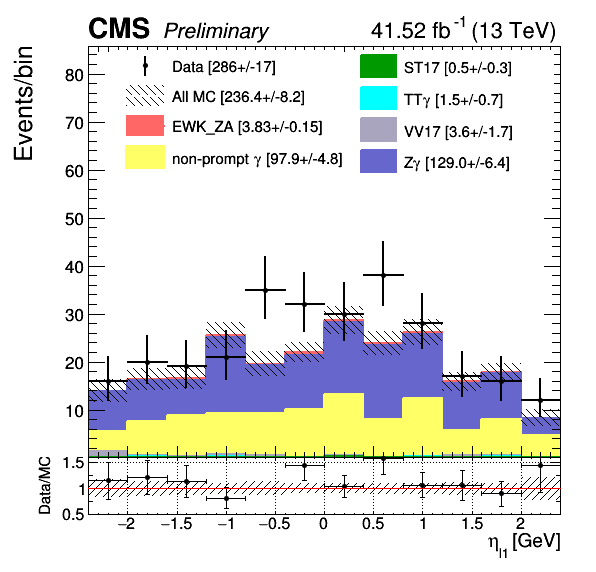 CMS Preliminary 41.52 fb⁻¹ (13 TeV)
Events/bin
Data [286+/-17]
All MC [236.4+/-8.2]
EWK_ZA [3.83+/-0.15]
non-prompt γ [97.9+/-4.8]
ST17 [0.5+/-0.3]
TTγ [1.5+/-0.7]
VV17 [3.6+/-1.7]
Zγ [129.0+/-6.4]
80
70
60
50
40
30
20
10
Data/MC
1.5
1
0.5
−2 −1.5 −1 −0.5 0 0.5 1 1.5 2
η_l1 [GeV]